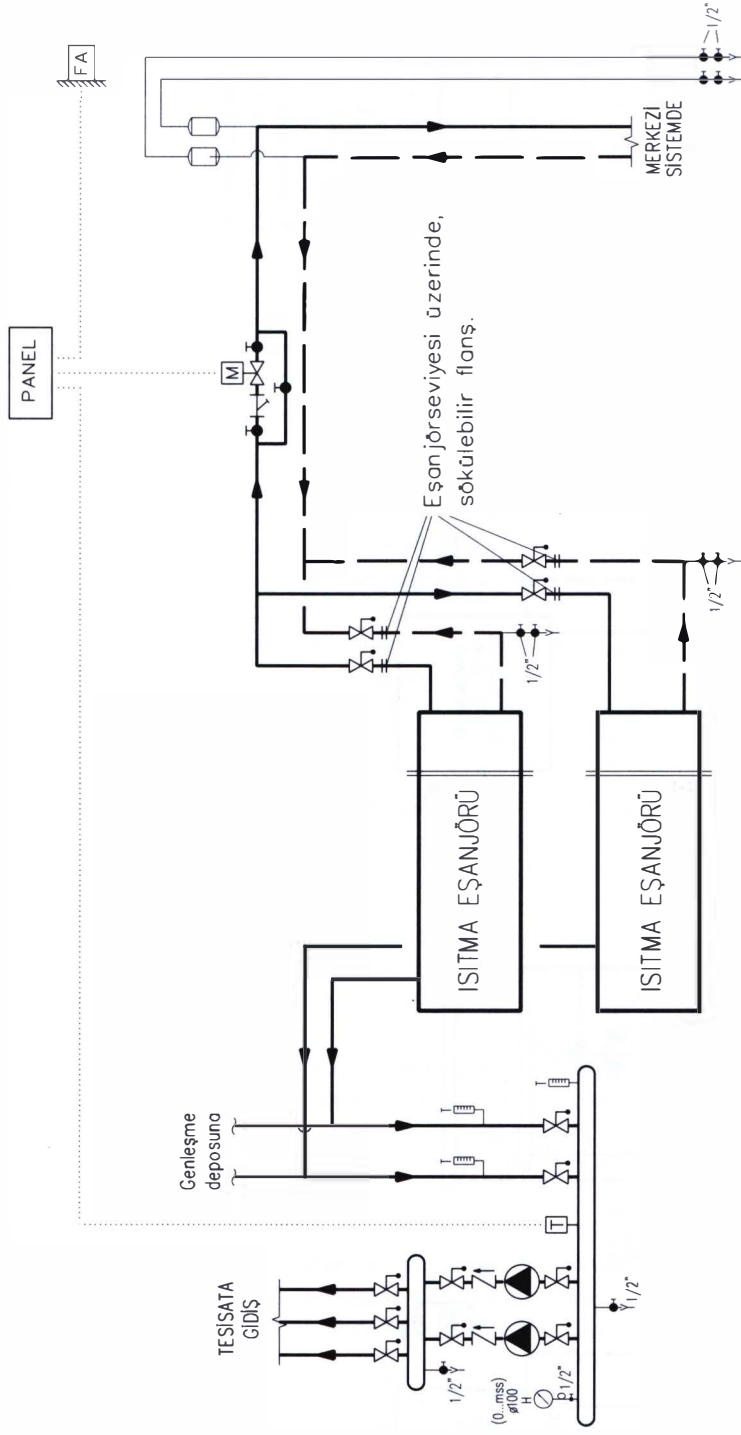 FA
PANEL
M
1/2"
MERKEZİ
SİSTEMDE
Eşanjörseviyesi üzerinde,
sökülebilir flanş.
1/2"
1/2"
ISITMA EŞANJÖRÜ
ISITMA EŞANJÖRÜ
Genleşme
deposuna
T
T
T
T
TESİSATA
GİDİŞ
1/2"
1/2"
(0...mss)
ø100
H
1/2"